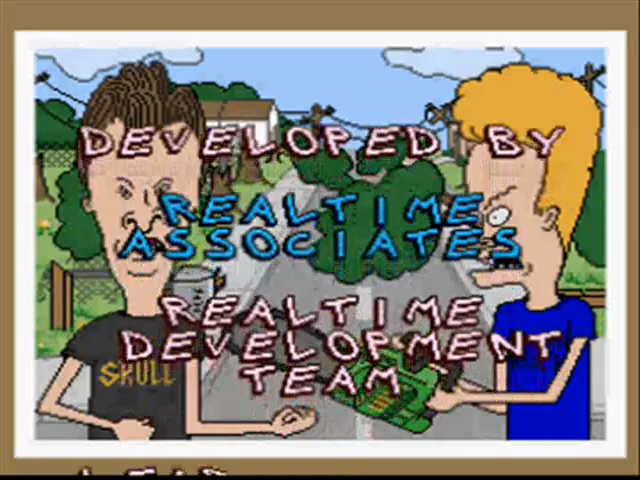 DEVELOPED BY
REALTIME
ASSOCIATES
REALTIME
DEVELOPMENT
TEAM
SKULL